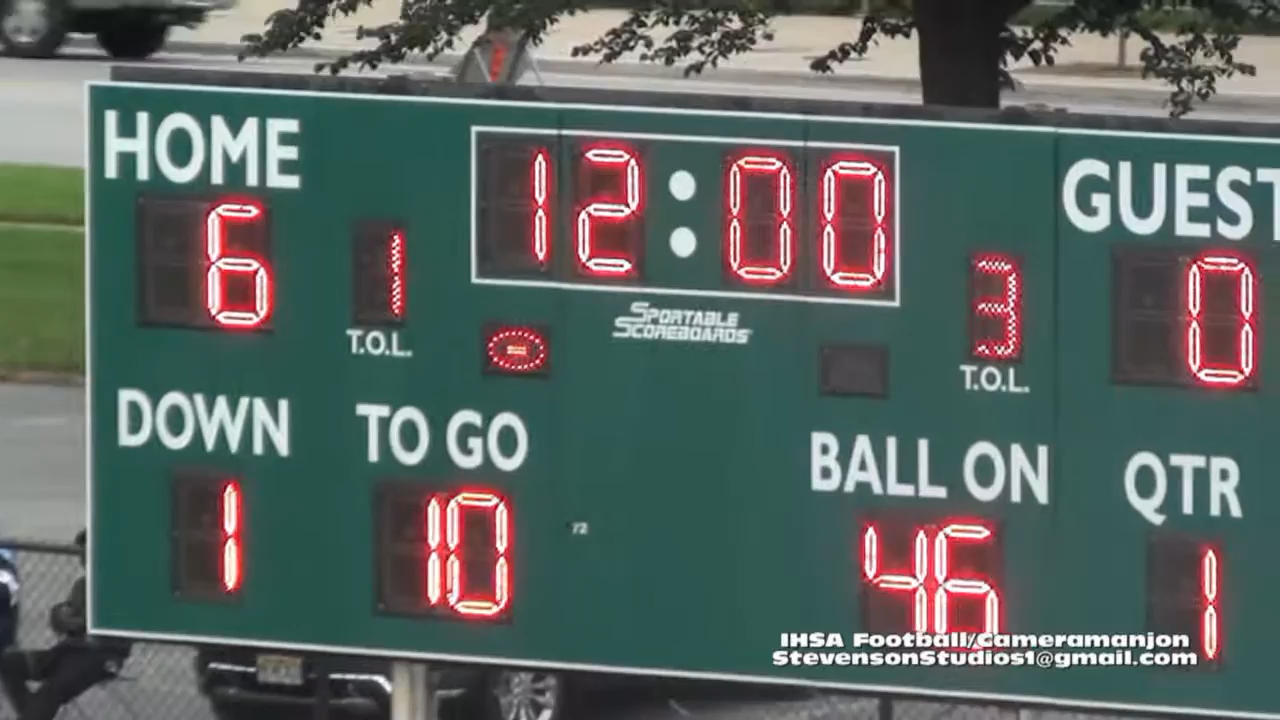 HOME
12:00
GUEST
6
1
T.O.L.
SPORTABLE
SCOREBOARDS
3
T.O.L.
0
DOWN
TO GO
BALL ON
QTR
1
10
46
1
IHSA Football/Cameramanjon
StevensonStudios1@gmail.com